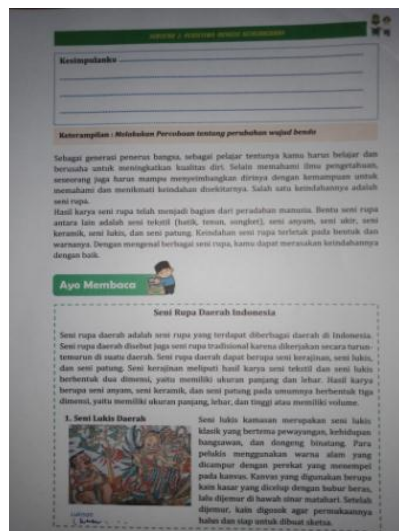 Kesimpulanku
Keterampilan : Melakukan Percobaan tentang perubahan wujud benda
Sebagai generasi penerus bangsa, sebagai pelajar tentunya kamu harus belajar dan
berusaha untuk meningkatkan kualitas diri. Selain memahami ilmu pengetahuan,
seseorang juga harus mampu menyeimbangkan dirinya dengan kemampuan untuk
memahami dan menikmati keindahan disekitarnya. Salah satu keindahannya adalah
seni rupa.
Hasil karya seni rupa telah menjadi bagian dari peradaban manusia. Bentu seni rupa
antara lain adalah seni tekstil (batik, tenun, songket), seni anyam, seni ukir, seni
keramik, seni lukis, dan seni patung. Keindahan seni rupa terletak pada bentuk dan
warnanya. Dengan mengenal berbagai seni rupa, kamu dapat merasakan keindahannya
dengan baik.
Ayo Membaca
Seni Rupa Daerah Indonesia
Seni rupa daerah adalah seni rupa yang terdapat diberbagai daerah di Indonesia.
Seni rupa daerah disebut juga seni rupa tradisional karena dikerjakan secara turun-
temurun di suatu daerah. Seni rupa daerah dapat berupa seni kerajinan, seni lukis,
dan seni patung. Seni kerajinan meliputi hasil karya seni tekstil dan seni lukis
berbentuk dua dimensi, yaitu memiliki ukuran panjang dan lebar. Hasil karya
berupa seni anyam, seni keramik, dan seni patung pada umumnya berbentuk tiga
dimensi, yaitu memiliki ukuran panjang, lebar, dan tinggi atau memiliki volume.
1. Seni Lukis Daerah
Seni lukis kamasan merupakan seni lukis
klasik yang bertema pewayangan, kehidupan
bangsawan, dan dongeng binatang. Para
pelukis menggunakan warna alam yang
dicampur dengan perekat yang menempel
pada kanvas. Kanvas yang digunakan berupa
kain kasar yang dicelup dengan bubur beras,
lalu dijemur di bawah sinar matahari. Setelah
dijemur, kain digosok agar permukaannya
halus dan siap untuk dibuat sketsa.